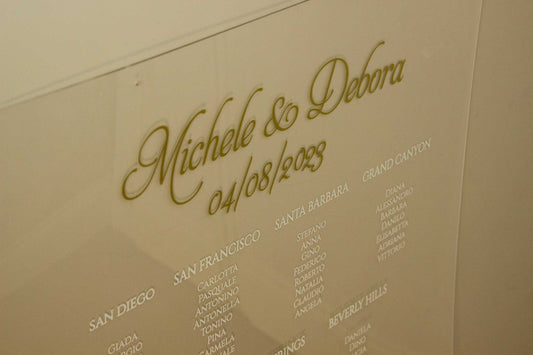 Michele & Debora
04/08/2023
SAN DIEGO
GIADA
SAN FRANCISCO
CARLOTTA
PASQUALE
ANTONINO
ANTONELLA
TONINO
PINA
CARMELA
SANTA BARBARA
STEFANO
ANNA
GINO
FEDERICO
ROBERTO
NATALIA
CLAUDIO
ANGELA
GRAND CANYON
DIANA
ALESSANDRO
BARBARA
DANILO
ELISABETTA
ADRIANO
VITTORIO
BEVERLY HILLS
DANIELA
DINO